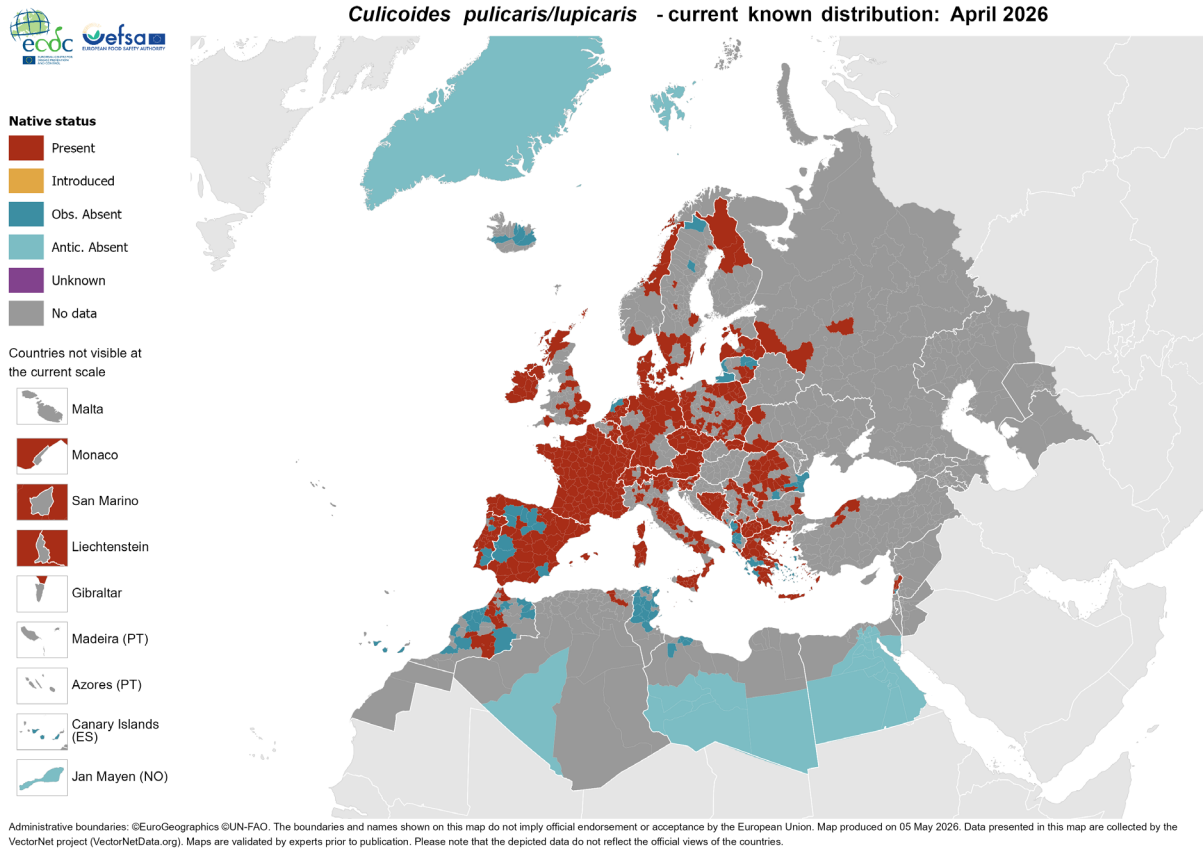 Culicoides pulicaris/lupicaris - current known distribution: April 2026
ecdc
efsa
EUROPEAN FOOD SAFETY AUTHORITY
Native status
Present
Introduced
Obs. Absent
Antic. Absent
Unknown
No data
Countries not visible at
the current scale
Malta
Monaco
San Marino
Liechtenstein
Gibraltar
Madeira (PT)
Azores (PT)
Canary Islands
(ES)
Jan Mayen (NO)
Administrative boundaries: ©EuroGeographics ©UN-FAO. The boundaries and names shown on this map do not imply official endorsement or acceptance by the European Union. Map produced on 05 May 2026. Data presented in this map are collected by the
VectorNet project (VectorNetData.org). Maps are validated by experts prior to publication. Please note that the depicted data do not reflect the official views of the countries.